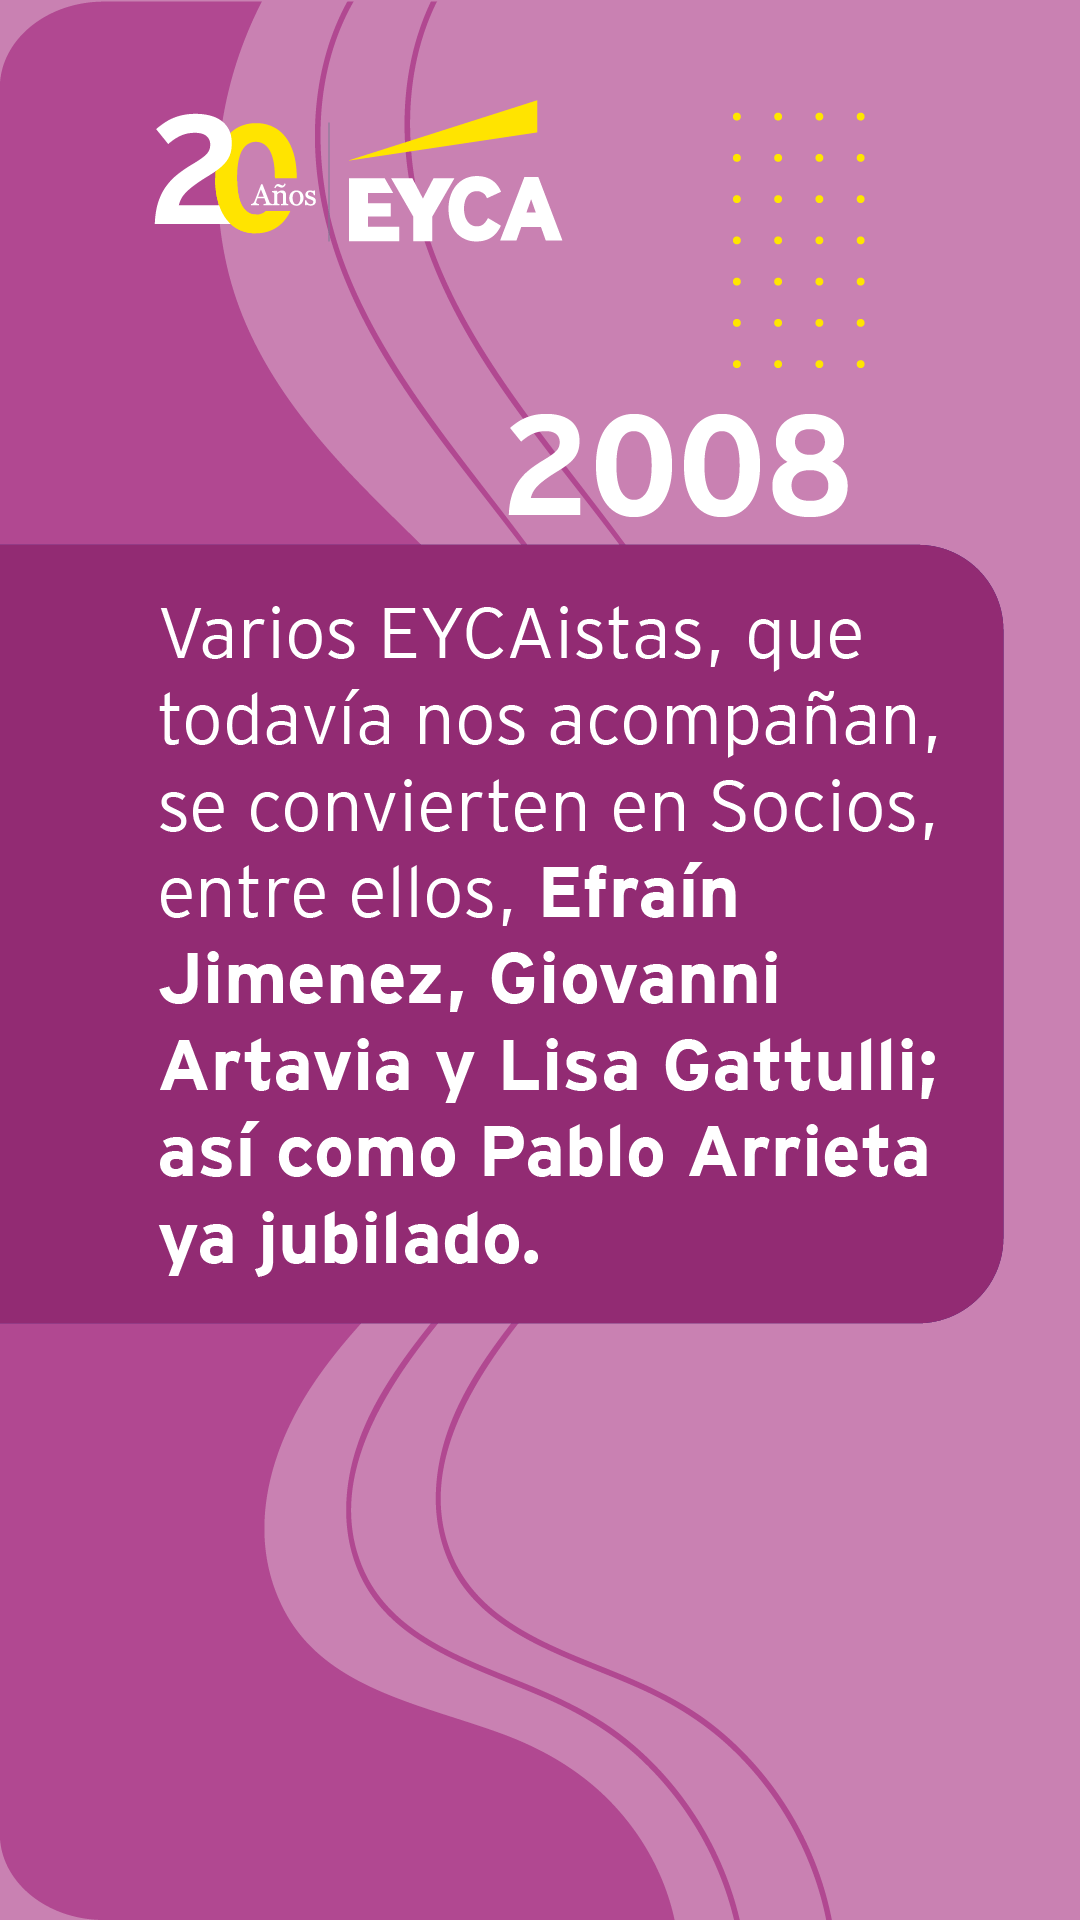 20 Años
EYCA
2008
Varios EYCAistas, que
todavía nos acompañan,
se convierten en Socios,
entre ellos, Efraín
Jimenez, Giovanni
Artavia y Lisa Gattulli;
así como Pablo Arrieta
ya jubilado.